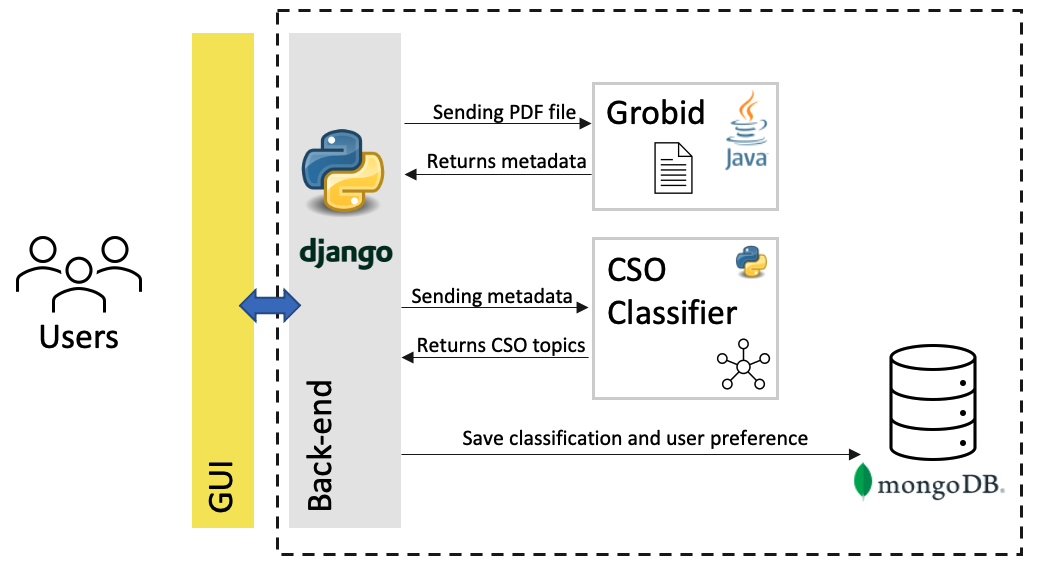 Users
GUI
Back-end
django
Sending PDF file
Returns metadata
Grobid
Java
Sending metadata
Returns CSO topics
CSO
Classifier
Save classification and user preference
mongoDB.